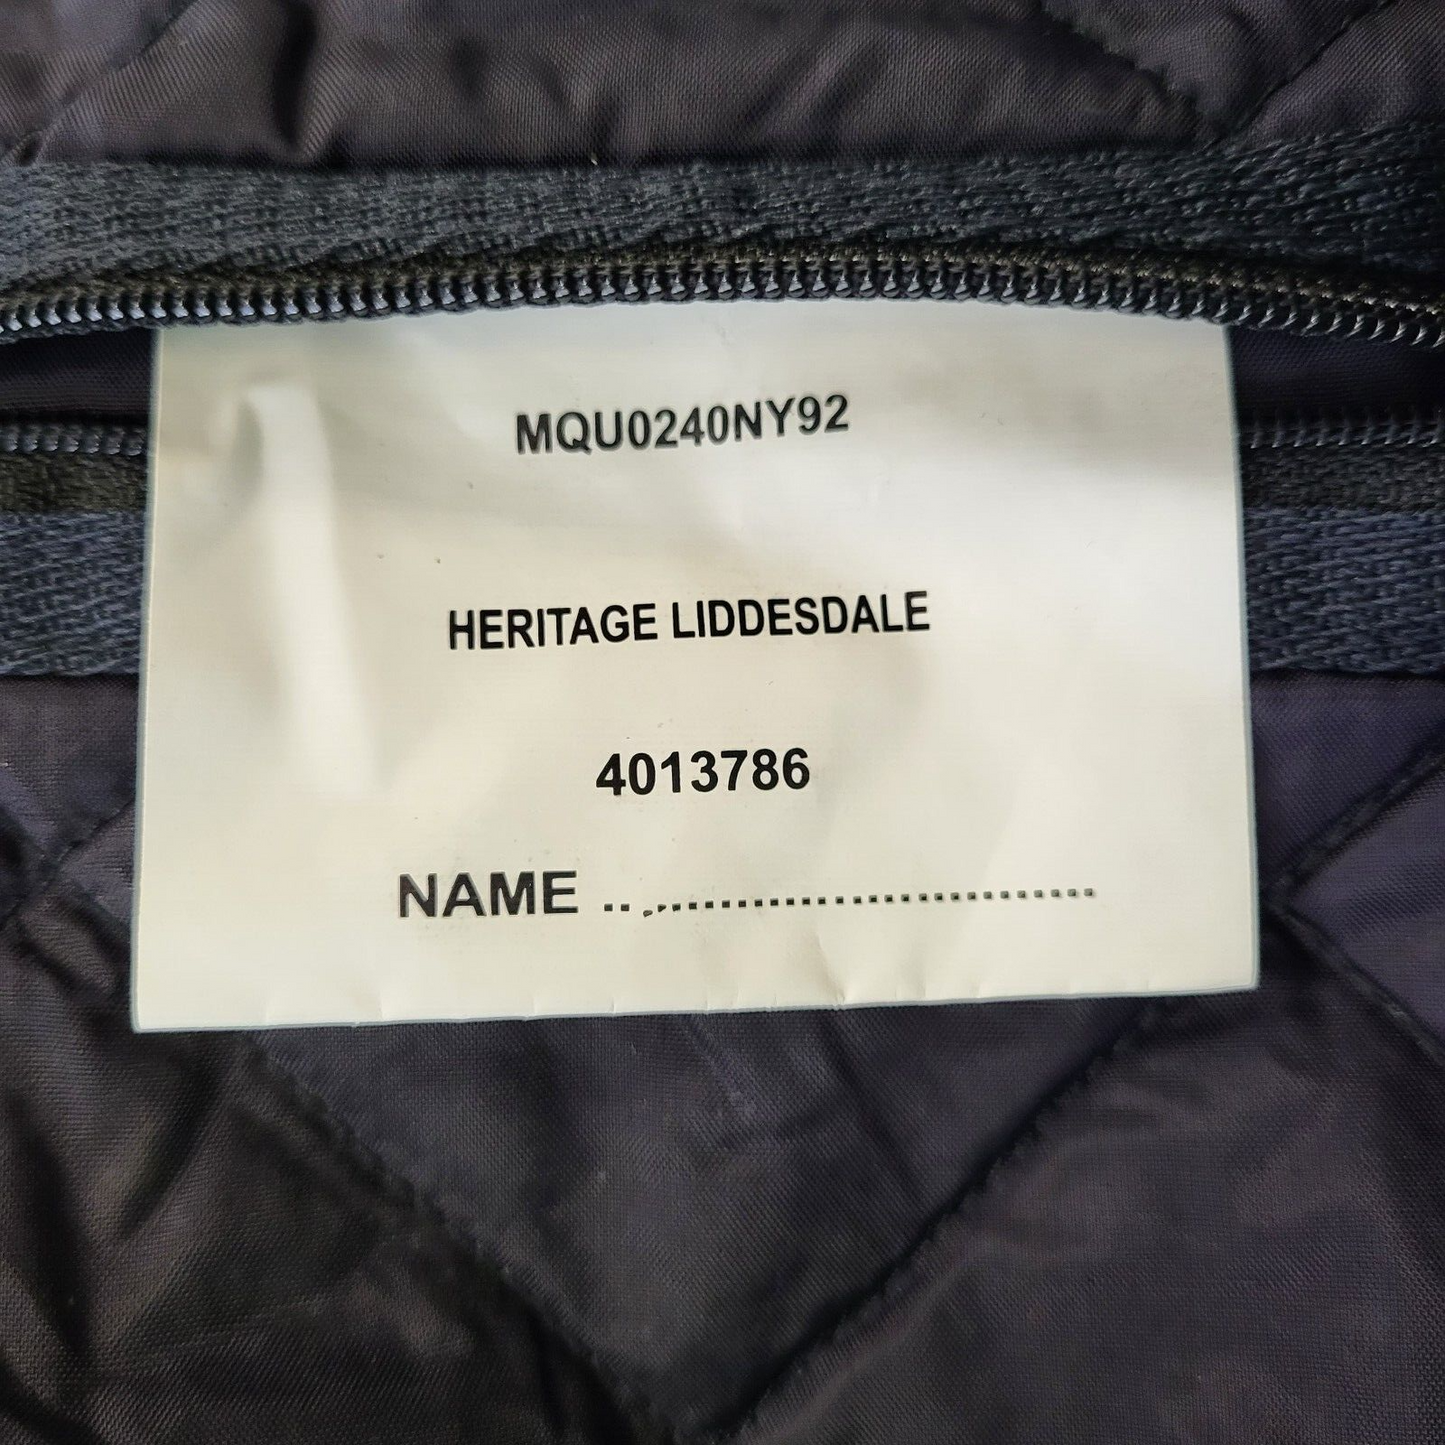 MQU0240NY92
HERITAGE LIDDESDALE
4013786
NAME ................................